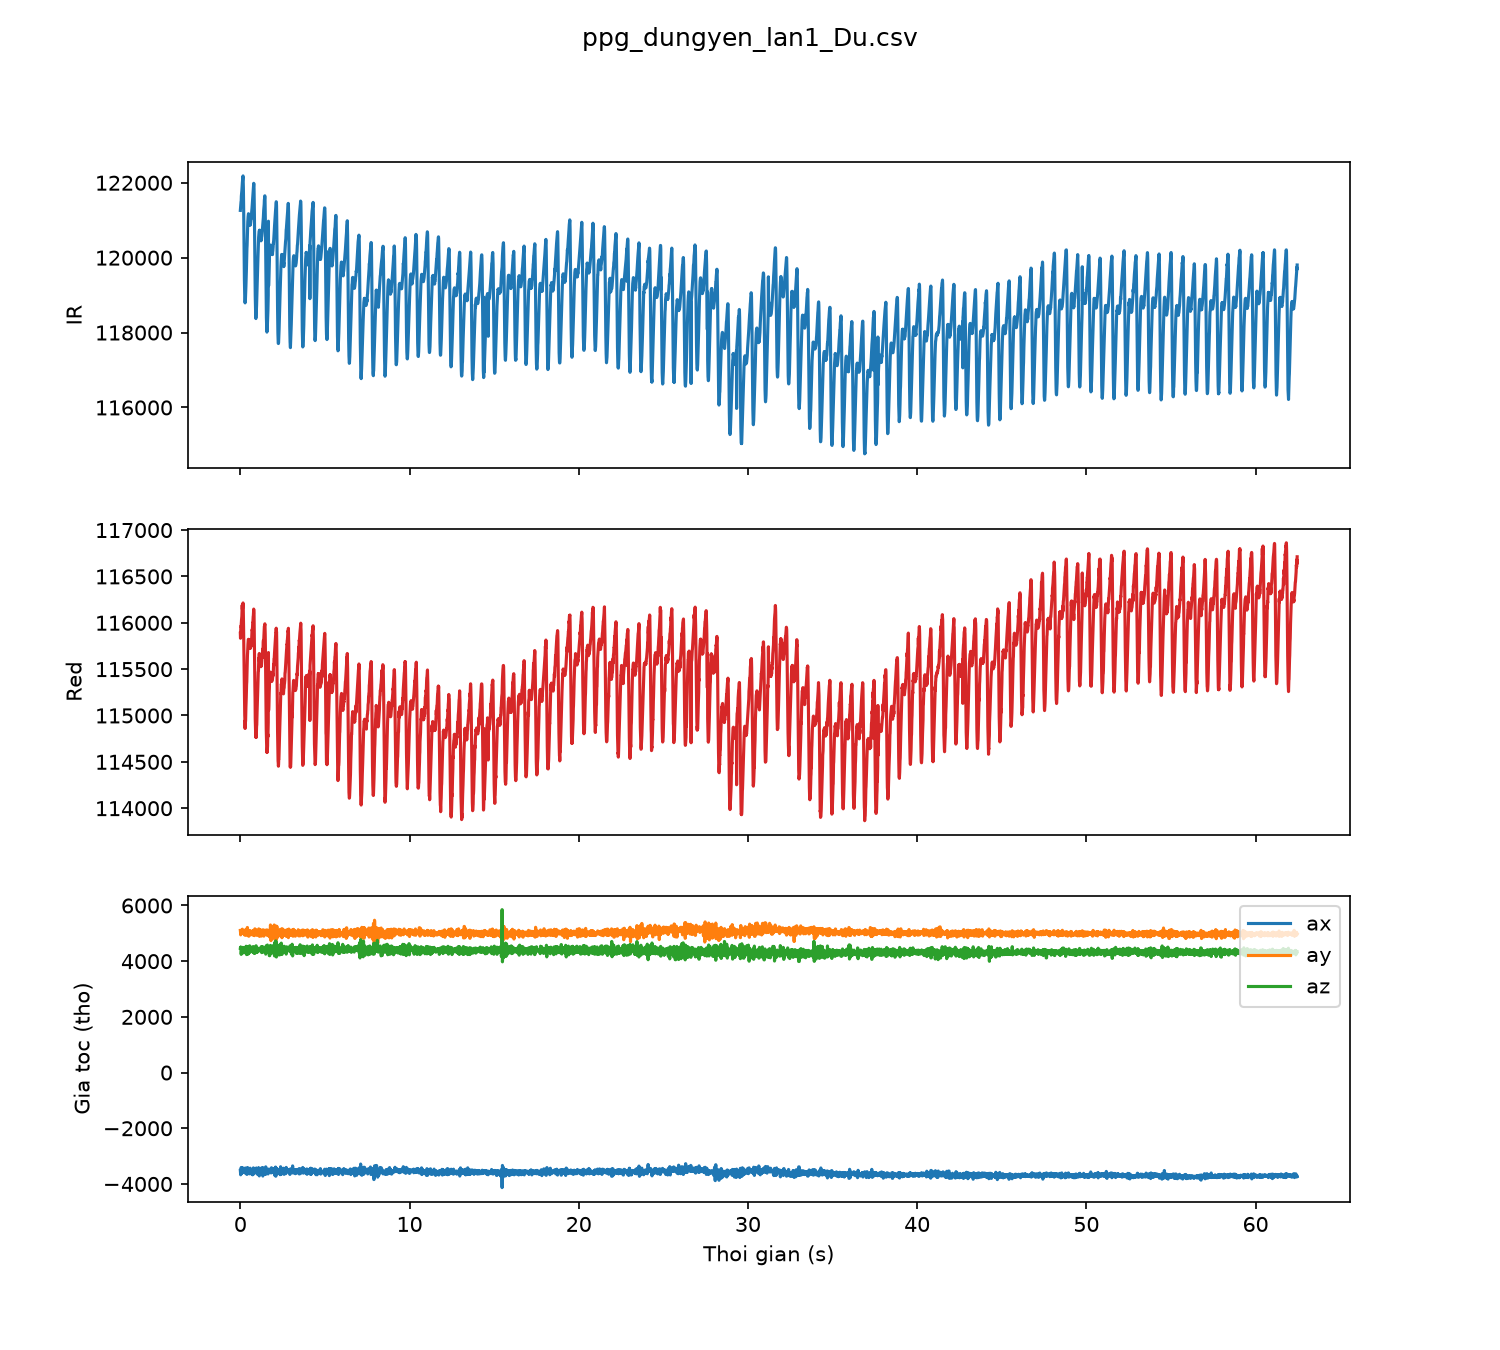 ppg_dungyen_lan1_Du.csv
122000
120000
118000
116000
IR
117000
116500
116000
115500
115000
114500
114000
Red
6000
4000
2000
0
−2000
−4000
Gia toc (tho)
ax
ay
az
0 10 20 30 40 50 60
Thoi gian (s)